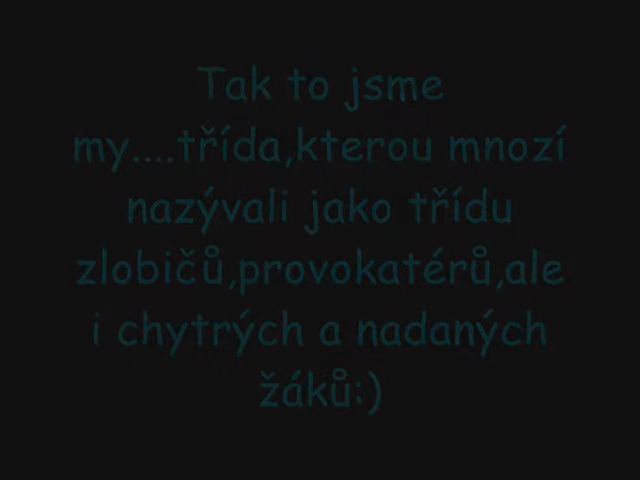 Tak to jsme
my....třída,kterou mnozí
nazývali jako třídu
zlobičů,provokatérů,ale
i chytrých a nadaných
žáků:)